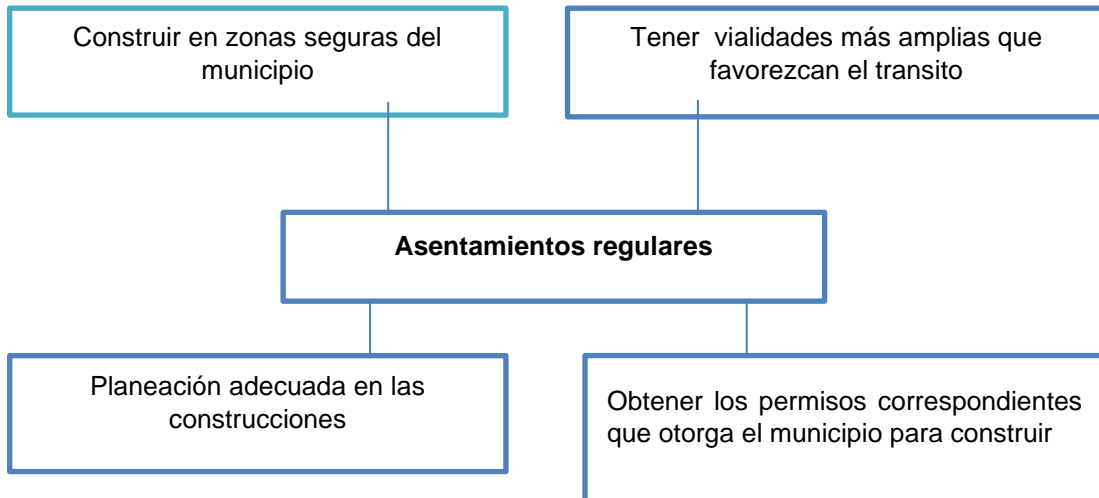 Construir en zonas seguras del
municipio
Tener vialidades más amplias que
favorezcan el transito
Asentamientos regulares
Planeación adecuada en las
construcciones
Obtener los permisos correspondientes
que otorga el municipio para construir